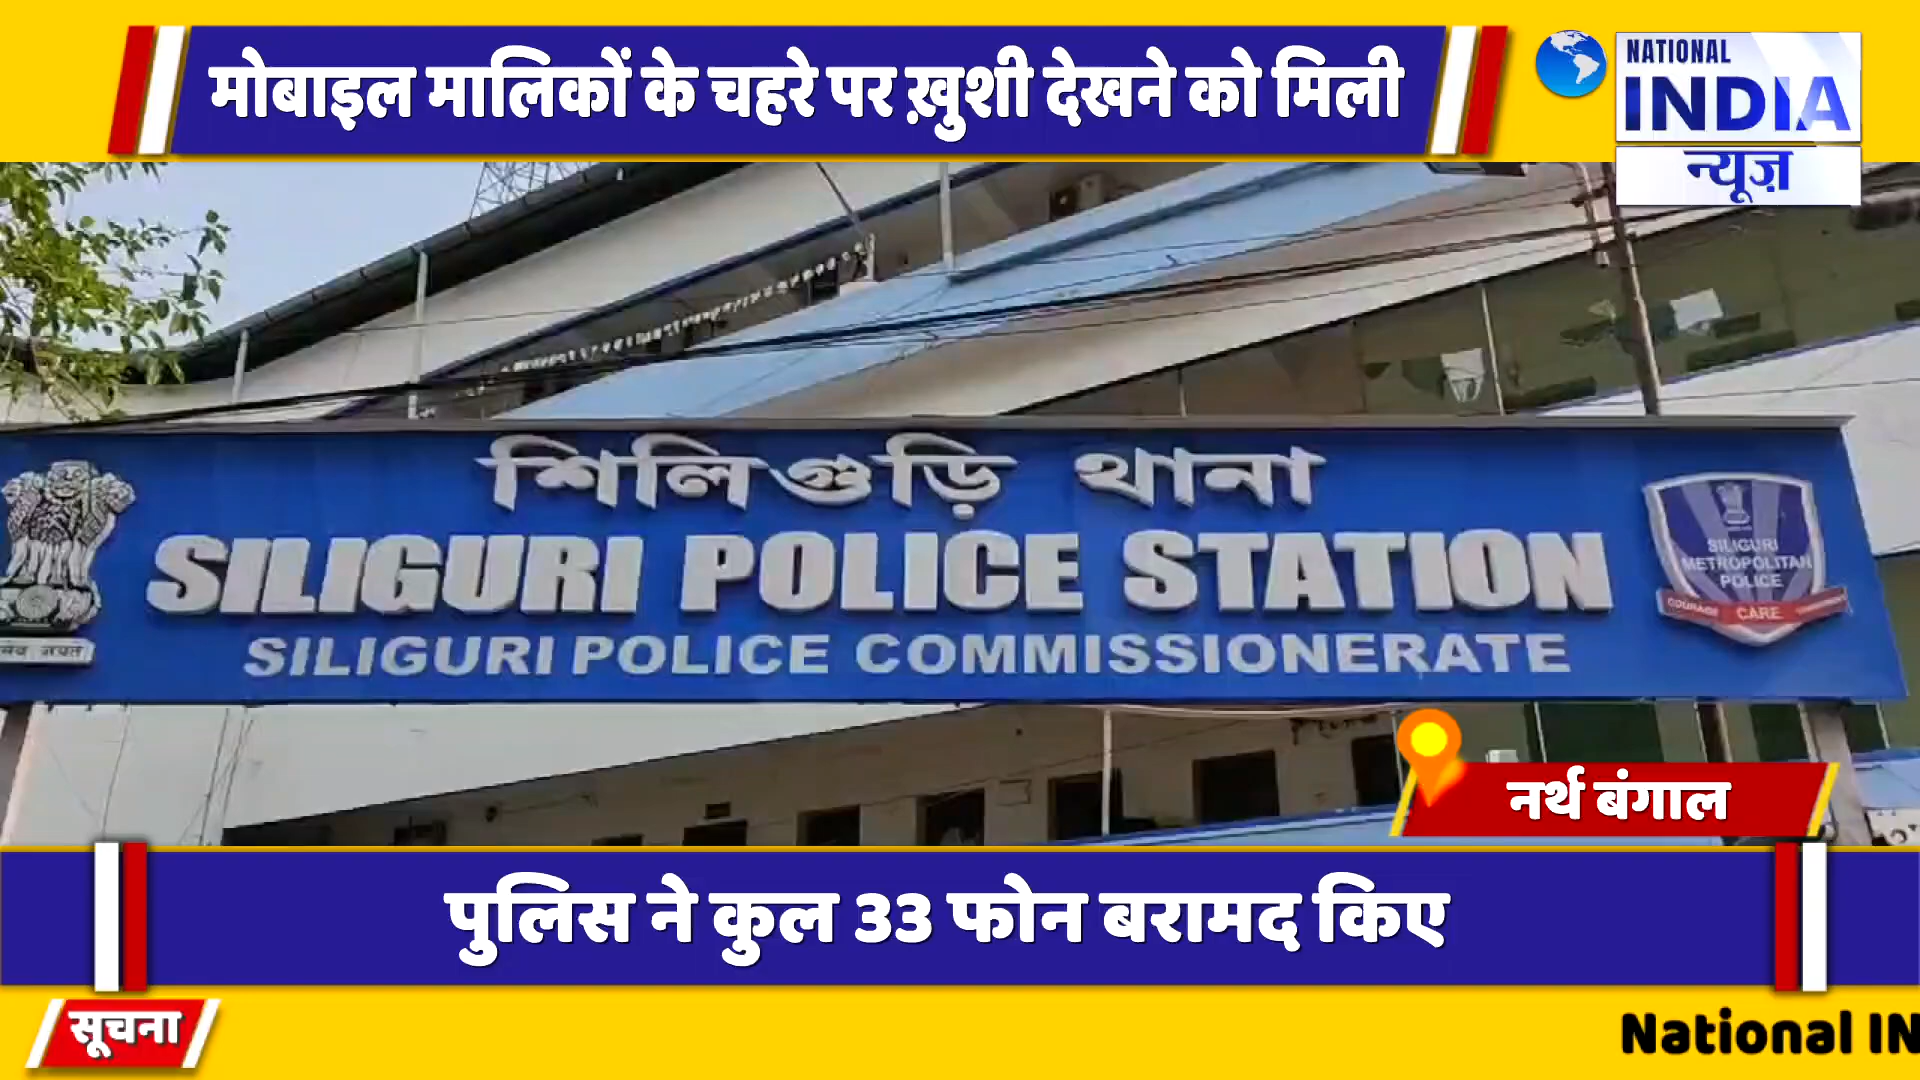 मोबाइल मालिकों के चहरे पर ख़ुशी देखने को मिली
NATIONAL
INDIA
न्यूज़
শিলিগুড়ি থানা
SILIGURI POLICE STATION
SILIGURI POLICE COMMISSIONERATE
SILIGURI
METROPOLITAN
POLICE
COURAGE CARE
नर्थ बंगाल
पुलिस ने कुल 33 फोन बरामद किए
सूचना
National IN